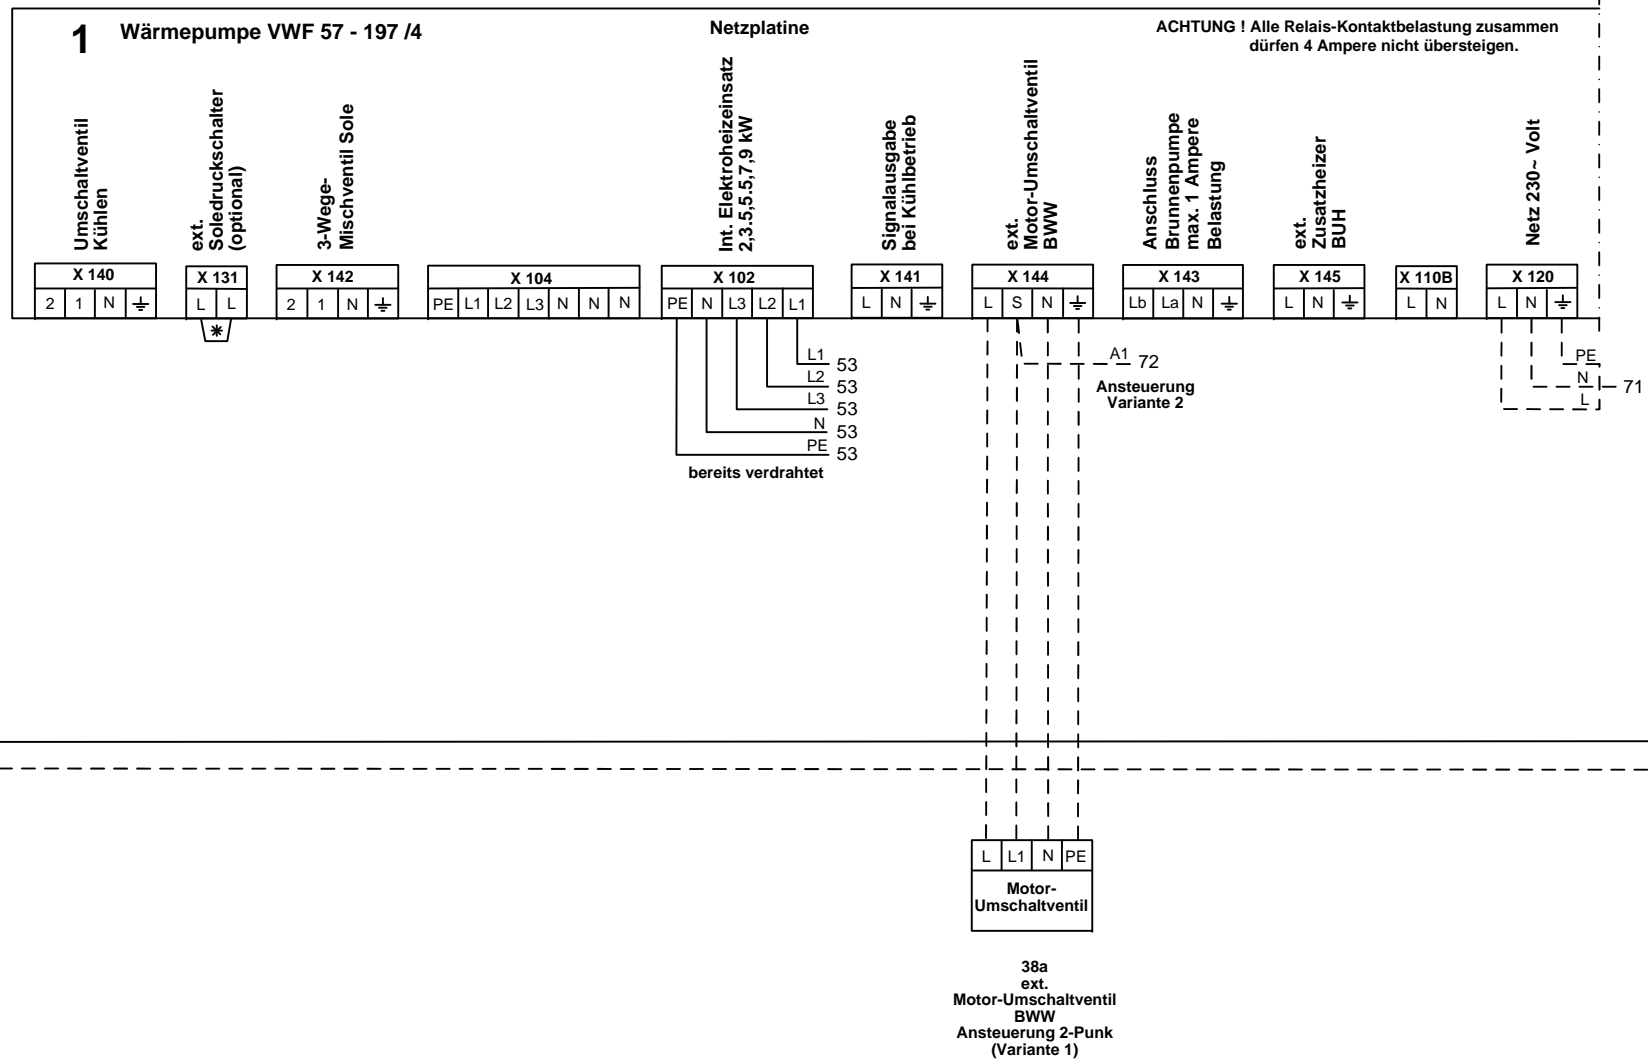 1 Wärmepumpe VWF 57 - 197 /4
Netzplatine
ACHTUNG ! Alle Relais-Kontaktbelastung zusammen
dürfen 4 Ampere nicht übersteigen.
Umschaltventil
Kühlen
ext.
Soledruckschalter
(optional)
3-Wege-
Mischventil Sole
Int. Elektroheizeinsatz
2,3.5,5.5,7,9 kW
Signalausgabe
bei Kühlbetrieb
ext.
Motor-Umschaltventil
BWW
Anschluss
Brunnenpumpe
max. 1 Ampere
Belastung
ext.
Zusatzheizer
BUH
Netz 230~ Volt
X 140
2 1 N ⏚
X 131
L L
*
X 142
2 1 N ⏚
X 104
PE L1 L2 L3 N N N
X 102
PE N L3 L2 L1
X 141
L N ⏚
X 144
L S N ⏚
X 143
Lb La N ⏚
X 145
L N ⏚
X 110B
L N
X 120
L N ⏚
L1 53
L2 53
L3 53
N 53
PE 53
bereits verdrahtet
A1 72
Ansteuerung
Variante 2
PE
N 71
L
L L1 N PE
Motor-
Umschaltventil
38a
ext.
Motor-Umschaltventil
BWW
Ansteuerung 2-Punk
(Variante 1)